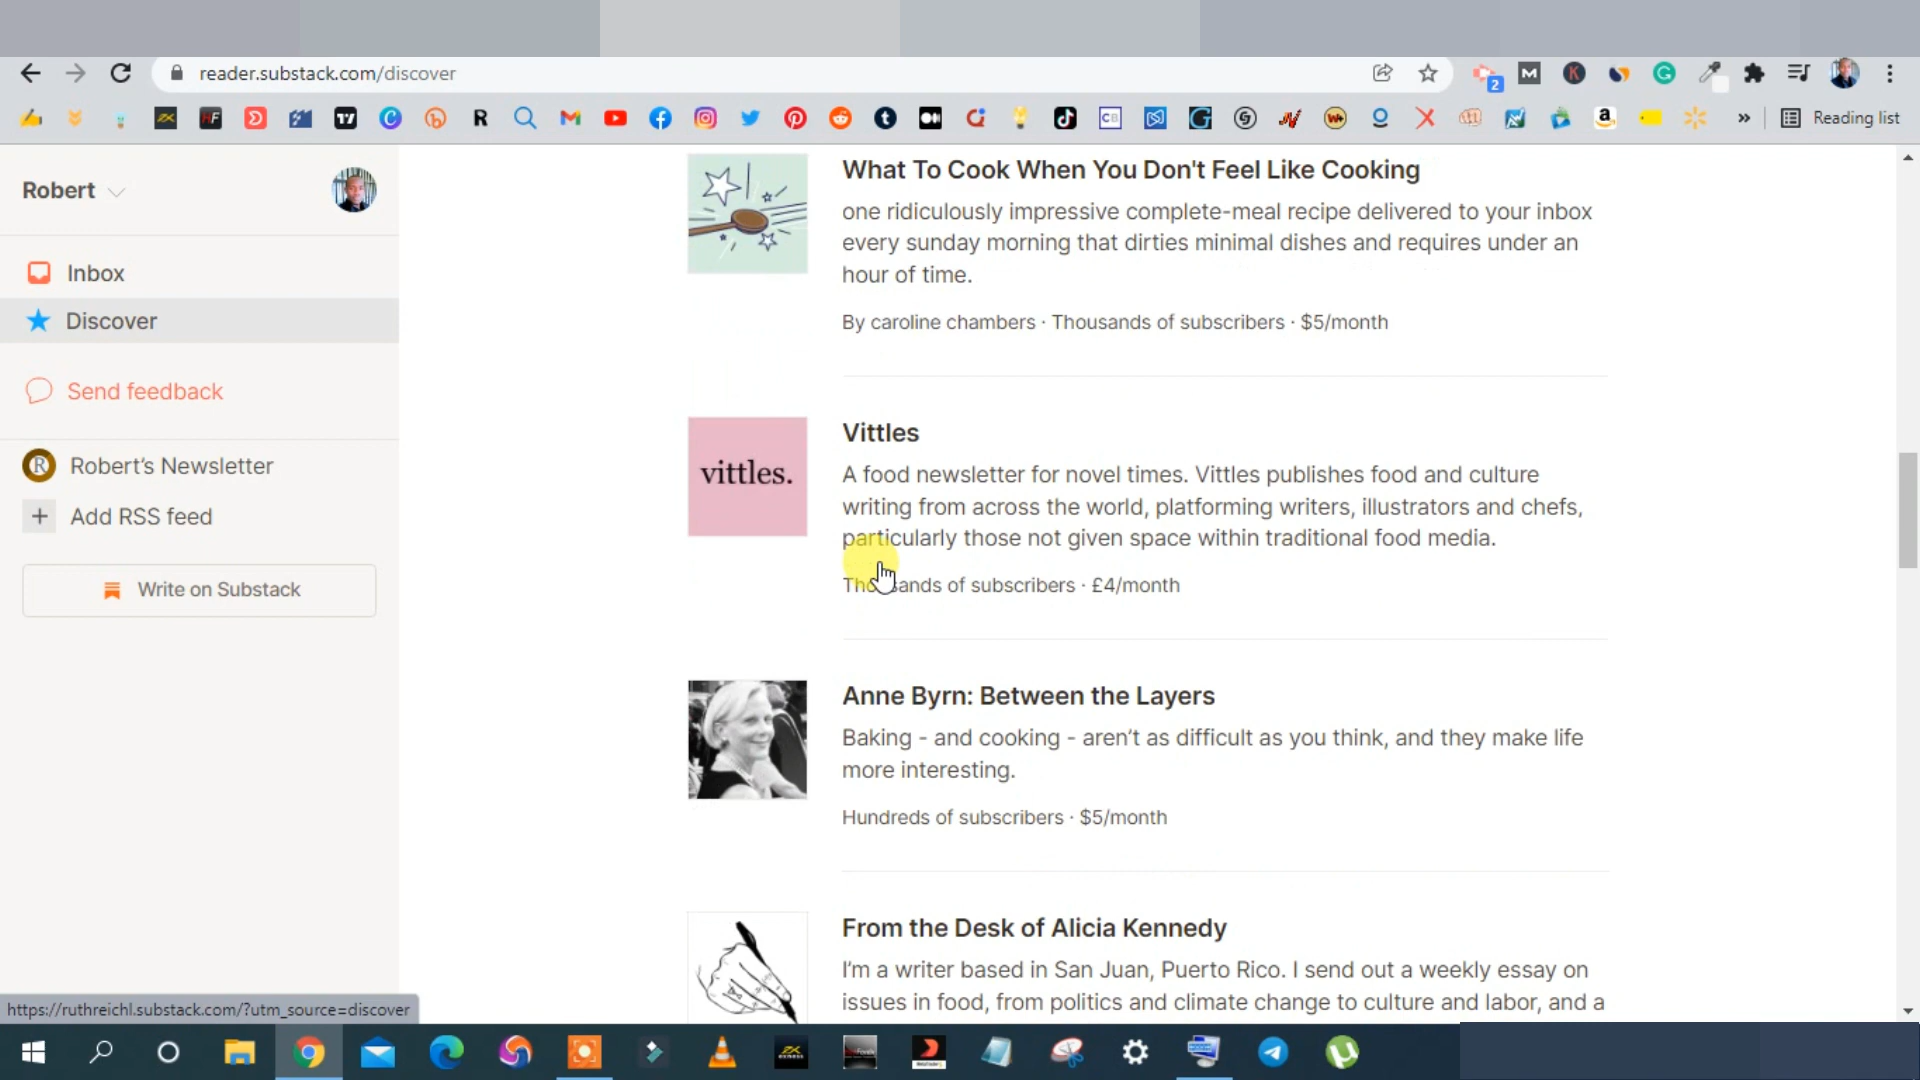 reader.substack.com/discover
2
Reading list
Robert
Inbox
Discover
Send feedback
Robert's Newsletter
Add RSS feed
Write on Substack
What To Cook When You Don't Feel Like Cooking
one ridiculously impressive complete-meal recipe delivered to your inbox
every sunday morning that dirties minimal dishes and requires under an
hour of time.
By caroline chambers · Thousands of subscribers · $5/month
vittles.
Vittles
A food newsletter for novel times. Vittles publishes food and culture
writing from across the world, platforming writers, illustrators and chefs,
particularly those not given space within traditional food media.
Thousands of subscribers · £4/month
Anne Byrn: Between the Layers
Baking - and cooking - aren't as difficult as you think, and they make life
more interesting.
Hundreds of subscribers · $5/month
From the Desk of Alicia Kennedy
I'm a writer based in San Juan, Puerto Rico. I send out a weekly essay on
issues in food, from politics and climate change to culture and labor, and a
https://ruthreichl.substack.com/?utm_source=discover